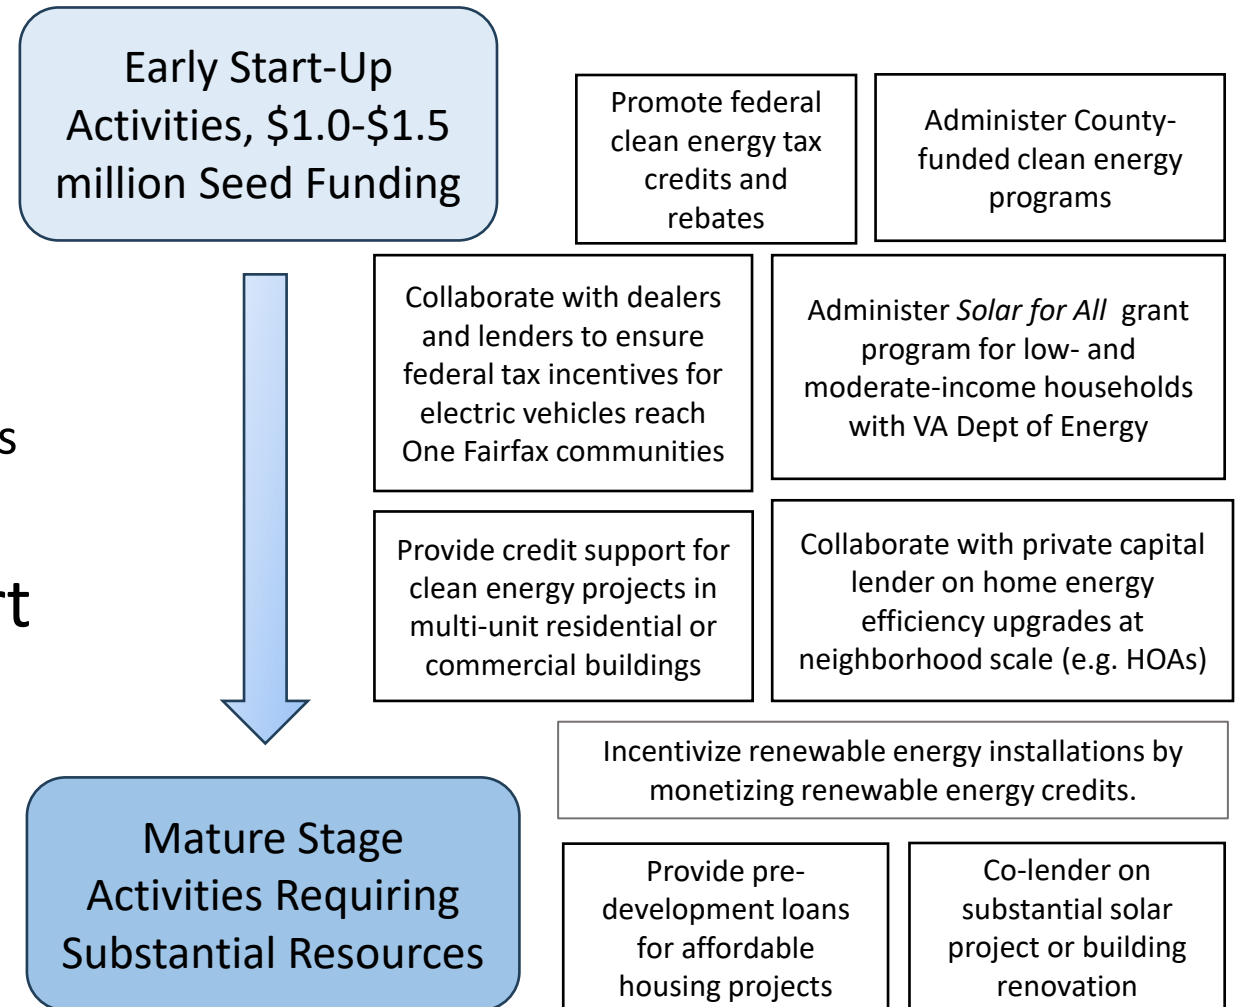 Early Start-Up
Activities, $1.0-$1.5
million Seed Funding
Promote federal
clean energy tax
credits and
rebates
Administer County-
funded clean energy
programs
Collaborate with dealers
and lenders to ensure
federal tax incentives for
electric vehicles reach
One Fairfax communities
Administer Solar for All grant
program for low- and
moderate-income households
with VA Dept of Energy
Provide credit support for
clean energy projects in
multi-unit residential or
commercial buildings
Collaborate with private capital
lender on home energy
efficiency upgrades at
neighborhood scale (e.g. HOAs)
Incentivize renewable energy installations by
monetizing renewable energy credits.
Mature Stage
Activities Requiring
Substantial Resources
Provide pre-
development loans
for affordable
housing projects
Co-lender on
substantial solar
project or building
renovation